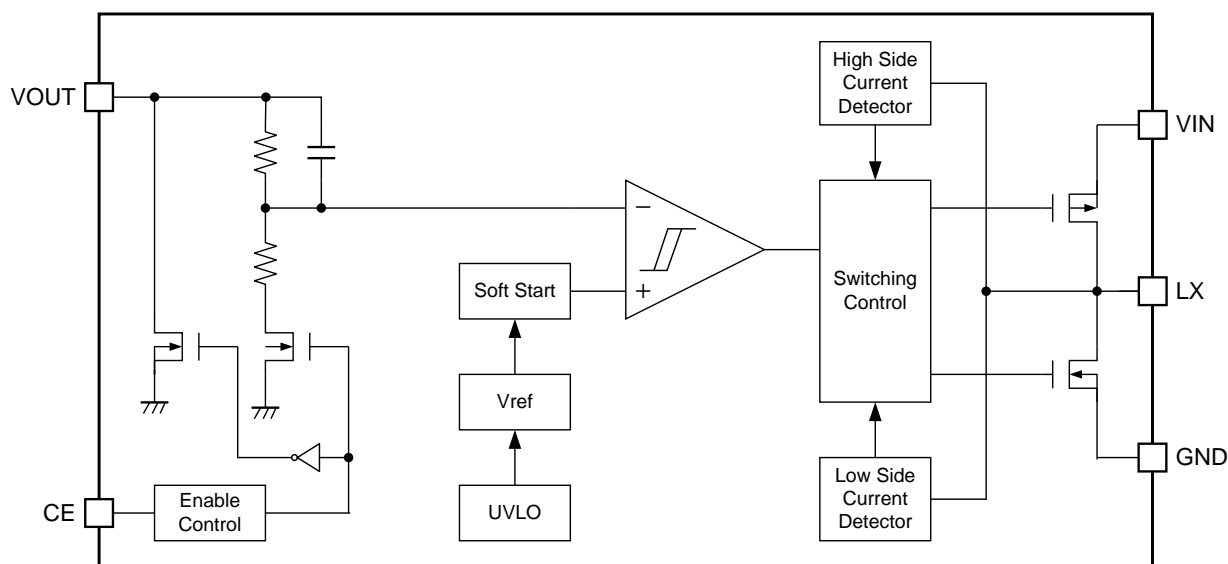 High Side
Current
Detector
VOUT
VIN
−
Soft Start
+
Switching
Control
LX
Vref
GND
Low Side
Current
Detector
CE
Enable
Control
UVLO